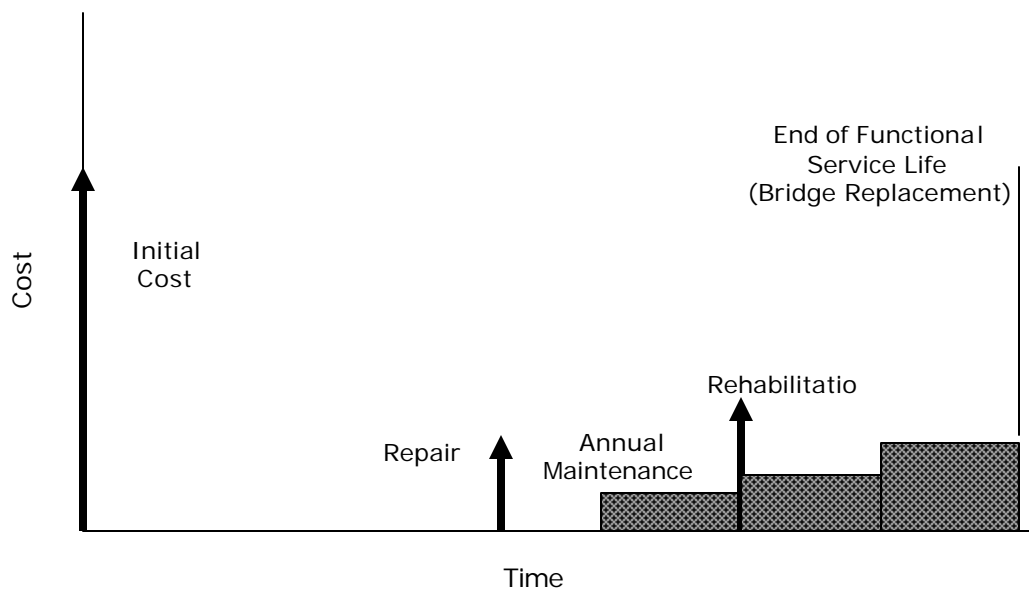 End of Functional
Service Life
(Bridge Replacement)
Initial
Cost
Cost
Rehabilitatio
Repair
Annual
Maintenance
Time